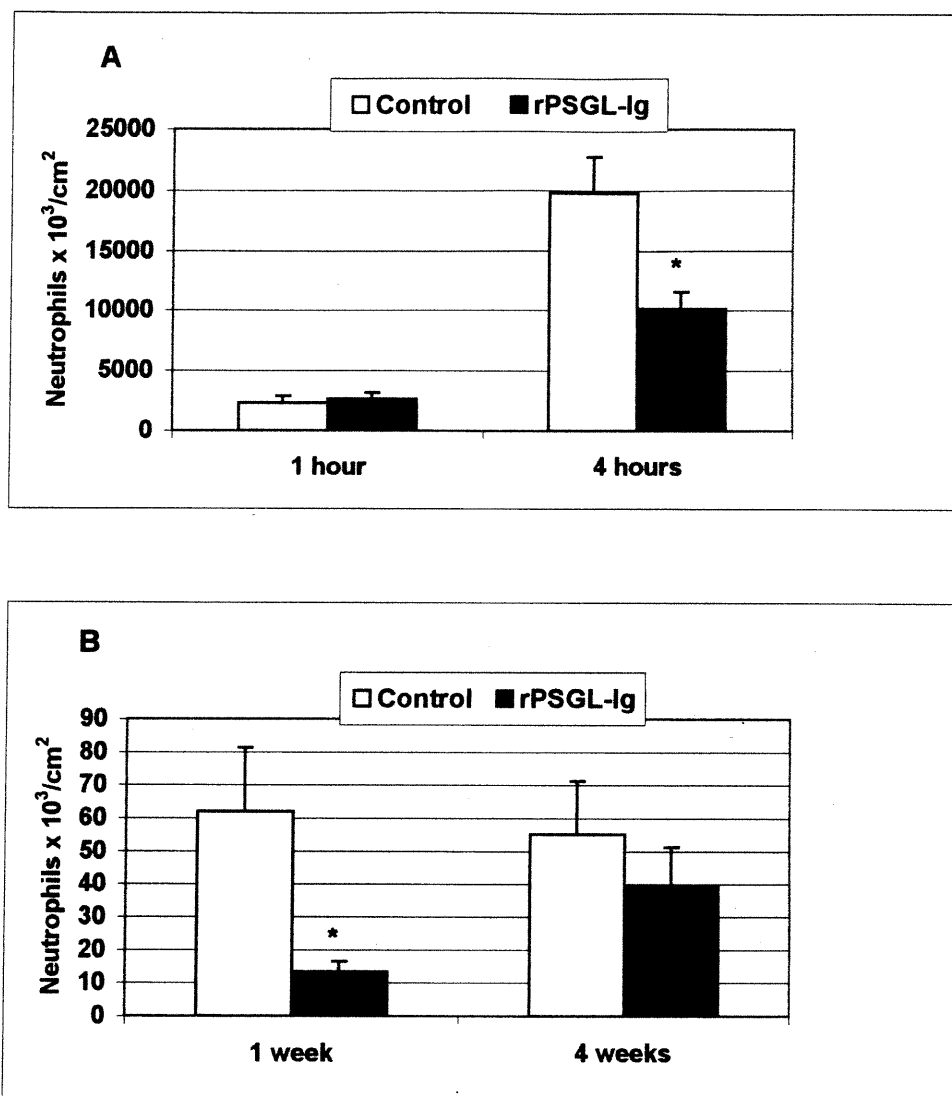 A
Control rPSGL-Ig
25000
20000
15000
10000
5000
0
Neutrophils x 10³/cm²
*
1 hour 4 hours
B
Control rPSGL-Ig
90
80
70
60
50
40
30
20
10
0
Neutrophils x 10³/cm²
*
1 week 4 weeks